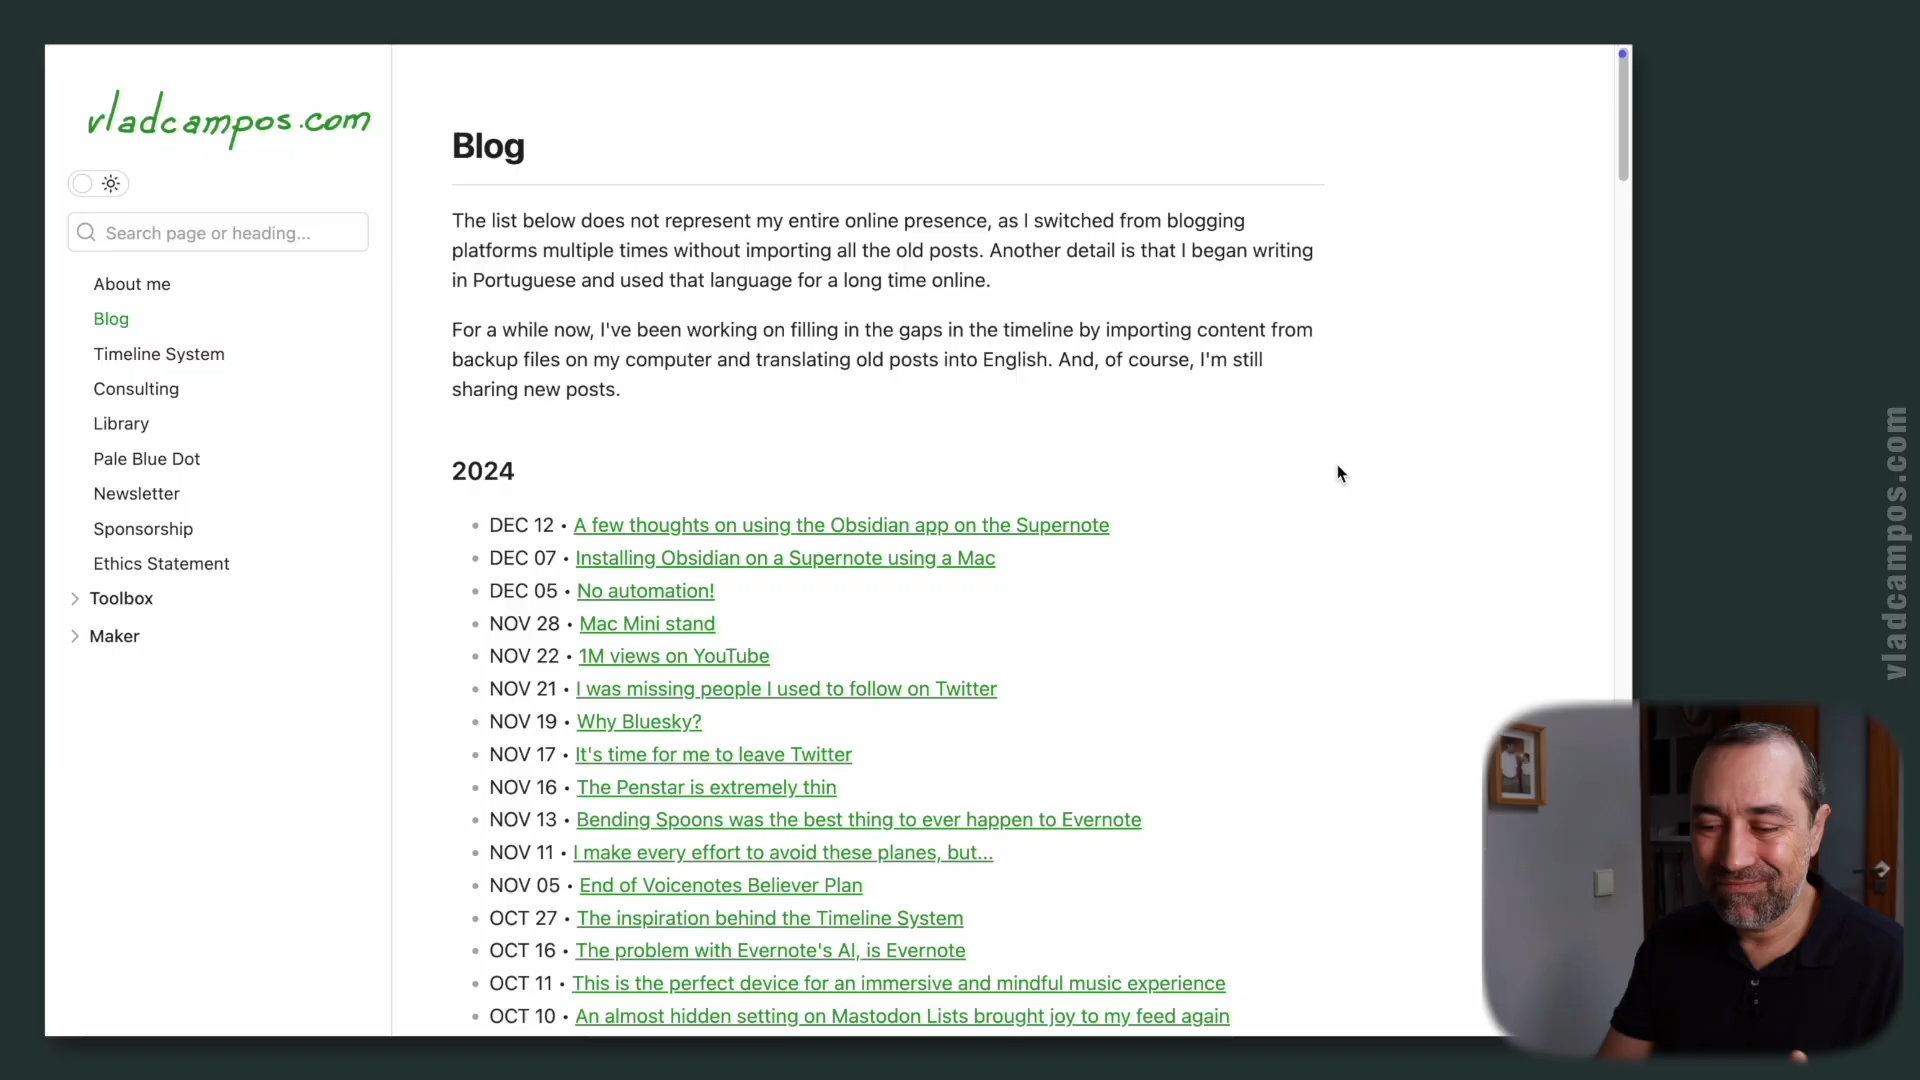 vladcampos.com
Search page or heading...
About me
Blog
Timeline System
Consulting
Library
Pale Blue Dot
Newsletter
Sponsorship
Ethics Statement
Toolbox
Maker
Blog
The list below does not represent my entire online presence, as I switched from blogging
platforms multiple times without importing all the old posts. Another detail is that I began writing
in Portuguese and used that language for a long time online.
For a while now, I've been working on filling in the gaps in the timeline by importing content from
backup files on my computer and translating old posts into English. And, of course, I'm still
sharing new posts.
2024
• DEC 12 • A few thoughts on using the Obsidian app on the Supernote
• DEC 07 • Installing Obsidian on a Supernote using a Mac
• DEC 05 • No automation!
• NOV 28 • Mac Mini stand
• NOV 22 • 1M views on YouTube
• NOV 21 • I was missing people I used to follow on Twitter
• NOV 19 • Why Bluesky?
• NOV 17 • It's time for me to leave Twitter
• NOV 16 • The Penstar is extremely thin
• NOV 13 • Bending Spoons was the best thing to ever happen to Evernote
• NOV 11 • I make every effort to avoid these planes, but...
• NOV 05 • End of Voicenotes Believer Plan
• OCT 27 • The inspiration behind the Timeline System
• OCT 16 • The problem with Evernote's AI, is Evernote
• OCT 11 • This is the perfect device for an immersive and mindful music experience
• OCT 10 • An almost hidden setting on Mastodon Lists brought joy to my feed again
vladcampos.com